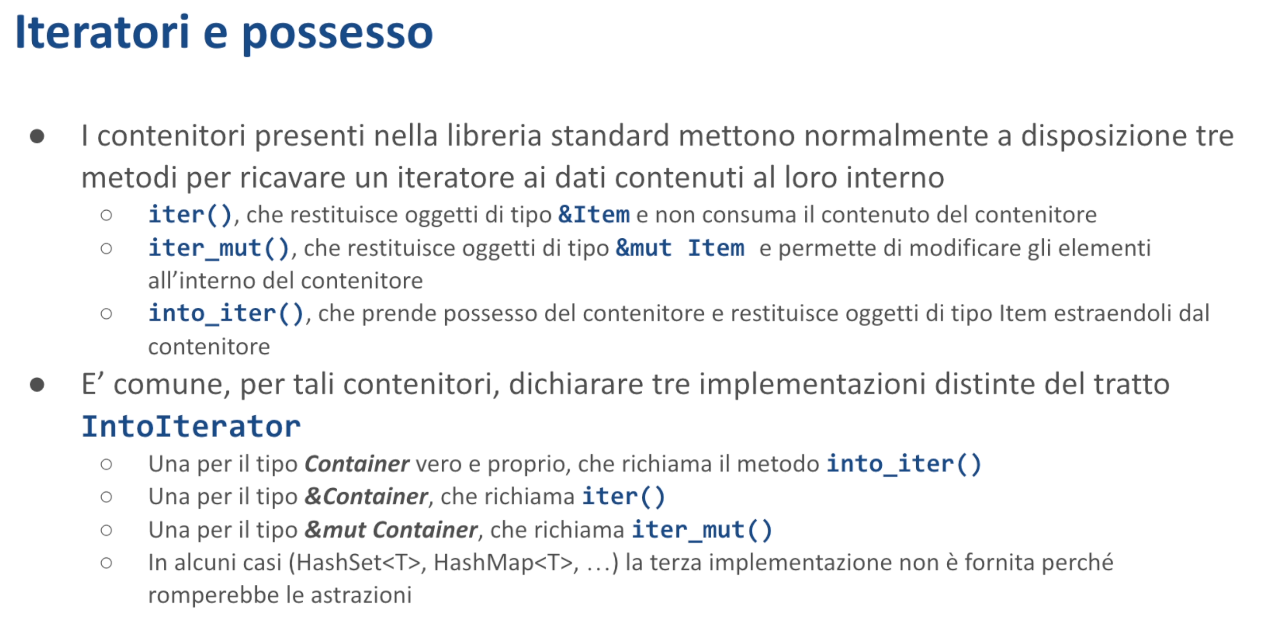 Iteratori e possesso
● I contenitori presenti nella libreria standard mettono normalmente a disposizione tre
metodi per ricavare un iteratore ai dati contenuti al loro interno
○ iter(), che restituisce oggetti di tipo &Item e non consuma il contenuto del contenitore
○ iter_mut(), che restituisce oggetti di tipo &mut Item e permette di modificare gli elementi
all’interno del contenitore
○ into_iter(), che prende possesso del contenitore e restituisce oggetti di tipo Item estraendoli dal
contenitore
● E’ comune, per tali contenitori, dichiarare tre implementazioni distinte del tratto
IntoIterator
○ Una per il tipo Container vero e proprio, che richiama il metodo into_iter()
○ Una per il tipo &Container, che richiama iter()
○ Una per il tipo &mut Container, che richiama iter_mut()
○ In alcuni casi (HashSet<T>, HashMap<T>, …) la terza implementazione non è fornita perché
romperebbe le astrazioni